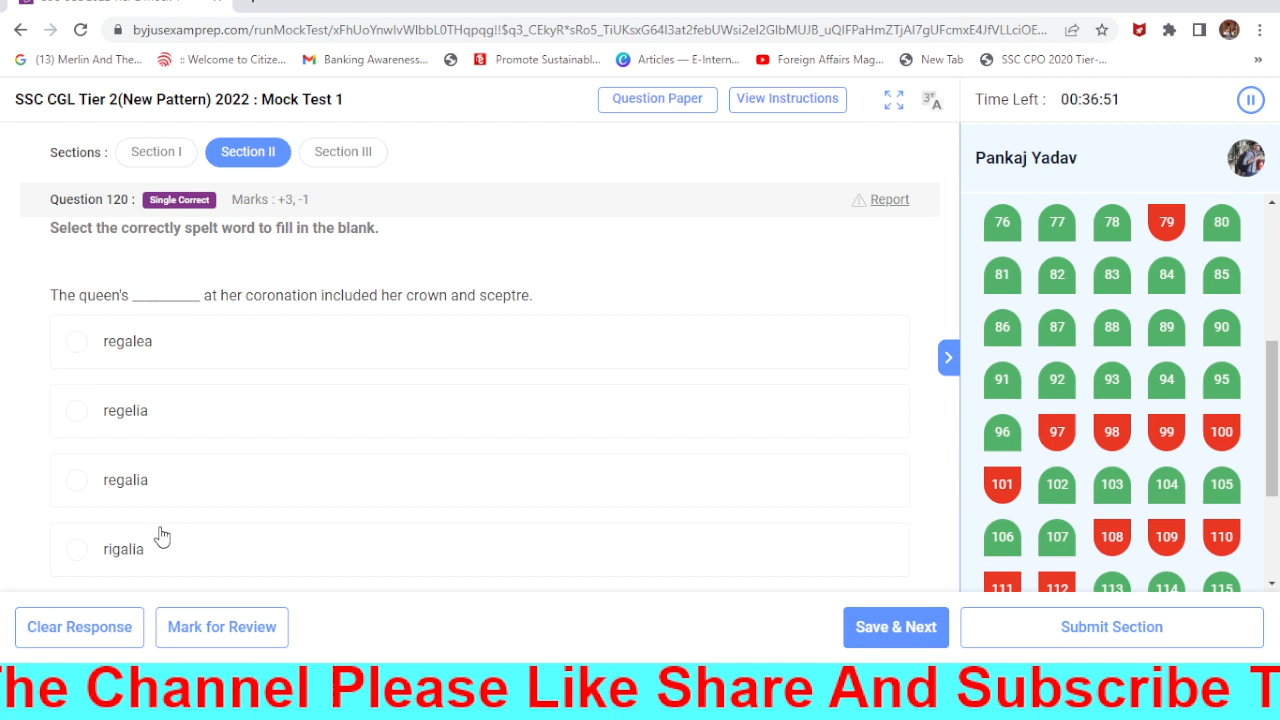 byjusexamprep.com/runMockTest/xFhUoYnwlvWlbbL0THqpqg!!$q3_CEkyR*sRo5_TiUKsxG64l3at2febUWsi2el2GlbMUJB_uQIFPaHmZTjAl7gUFcmxE4JfVLLciOE...
(13) Merlin And The...
:: Welcome to Citize...
Banking Awareness...
Promote Sustainabl...
Articles — E-Intern...
Foreign Affairs Mag...
New Tab
SSC CPO 2020 Tier-...
»
SSC CGL Tier 2(New Pattern) 2022 : Mock Test 1
Question Paper
View Instructions
Time Left : 00:36:51
Sections : Section I Section II Section III
Pankaj Yadav
Question 120 : Single Correct Marks : +3, -1
Report
Select the correctly spelt word to fill in the blank.
The queen's _________ at her coronation included her crown and sceptre.
regalea
regelia
regalia
rigalia
76 77 78 79 80
81 82 83 84 85
86 87 88 89 90
91 92 93 94 95
96 97 98 99 100
101 102 103 104 105
106 107 108 109 110
111 112 113 114 115
Clear Response
Mark for Review
Save & Next
Submit Section
he Channel Please Like Share And Subscribe T